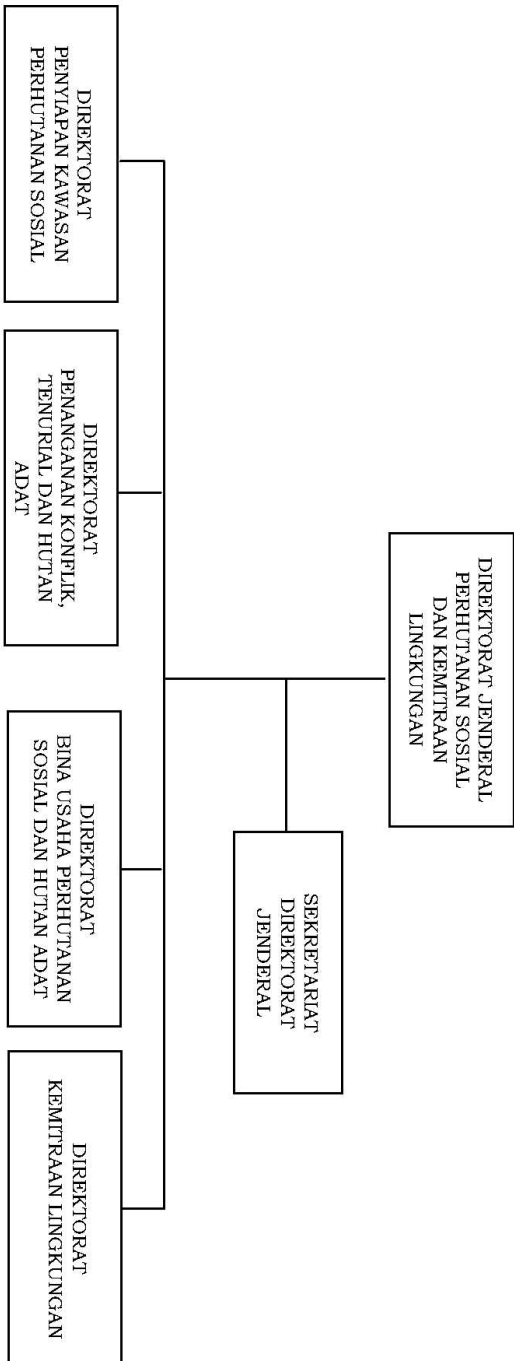 DIREKTORAT JENDERAL
PERHUTANAN SOSIAL
DAN KEMITRAAN
LINGKUNGAN
SEKRETARIAT
DIREKTORAT
JENDERAL
DIREKTORAT
PENYIAPAN KAWASAN
PERHUTANAN SOSIAL
DIREKTORAT
PENANGANAN KONFLIK,
TENURIAL DAN HUTAN
ADAT
DIREKTORAT
BINA USAHA PERHUTANAN
SOSIAL DAN HUTAN ADAT
DIREKTORAT
KEMITRAAN LINGKUNGAN